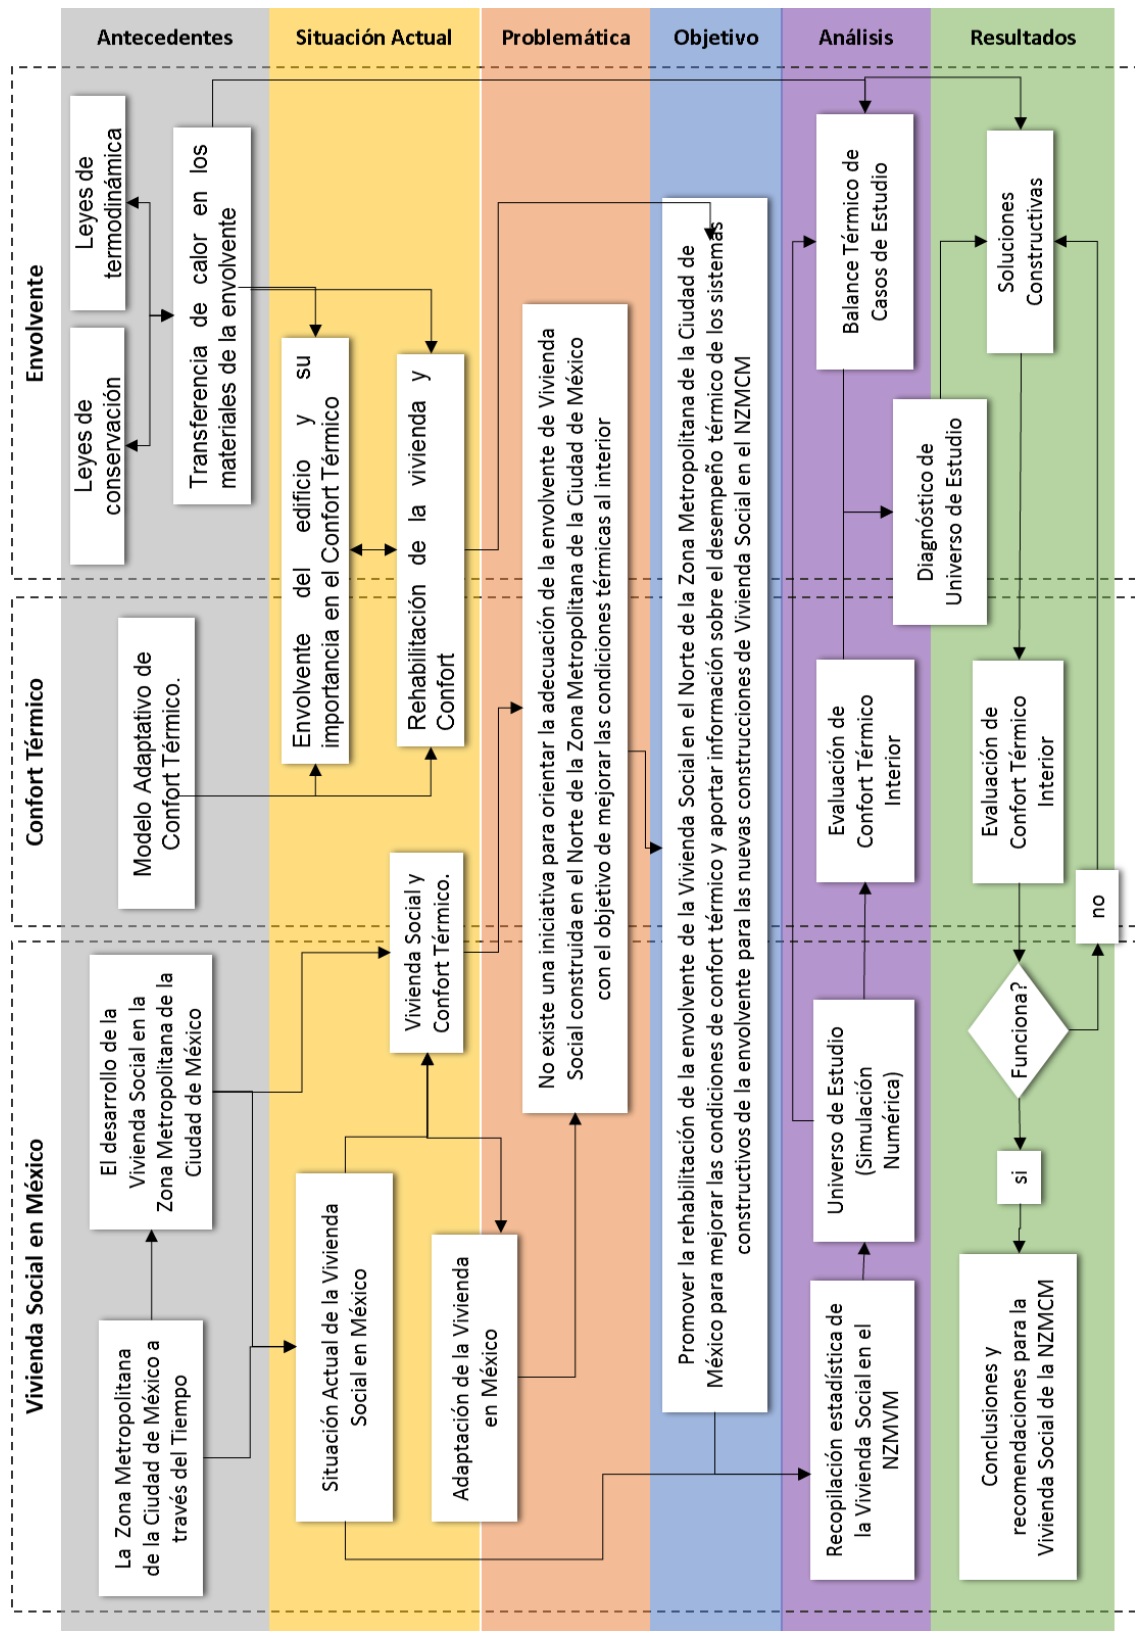 Antecedentes
Situación Actual
Problemática
Objetivo
Análisis
Resultados
Vivienda Social en México
Confort Térmico
Envolvente
La Zona Metropolitana
de la Ciudad de México a
través del Tiempo
El desarrollo de la
Vivienda Social en la
Zona Metropolitana de la
Ciudad de México
Modelo Adaptativo de
Confort Térmico.
Leyes de
conservación
Leyes de
termodinámica
Transferencia de calor en los
materiales de la envolvente
Situación Actual de la Vivienda
Social en México
Adaptación de la Vivienda
en México
Vivienda Social y
Confort Térmico.
Envolvente del edificio y su
importancia en el Confort Térmico
Rehabilitación de la vivienda y
Confort
No existe una iniciativa para orientar la adecuación de la envolvente de Vivienda
Social construida en el Norte de la Zona Metropolitana de la Ciudad de México
con el objetivo de mejorar las condiciones térmicas al interior
Promover la rehabilitación de la envolvente de la Vivienda Social en el Norte de la Zona Metropolitana de la Ciudad de
México para mejorar las condiciones de confort térmico y aportar información sobre el desempeño térmico de los sistemas
constructivos de la envolvente para las nuevas construcciones de Vivienda Social en el NZMCM
Recopilación estadística de
la Vivienda Social en el
NZMVM
Universo de Estudio
(Simulación
Numérica)
Evaluación de
Confort Térmico
Interior
Balance Térmico de
Casos de Estudio
Diagnóstico de
Universo de Estudio
Soluciones
Constructivas
Evaluación de
Confort Térmico
Interior
Funciona?
no
si
Conclusiones y
recomendaciones para la
Vivienda Social de la NZMCM